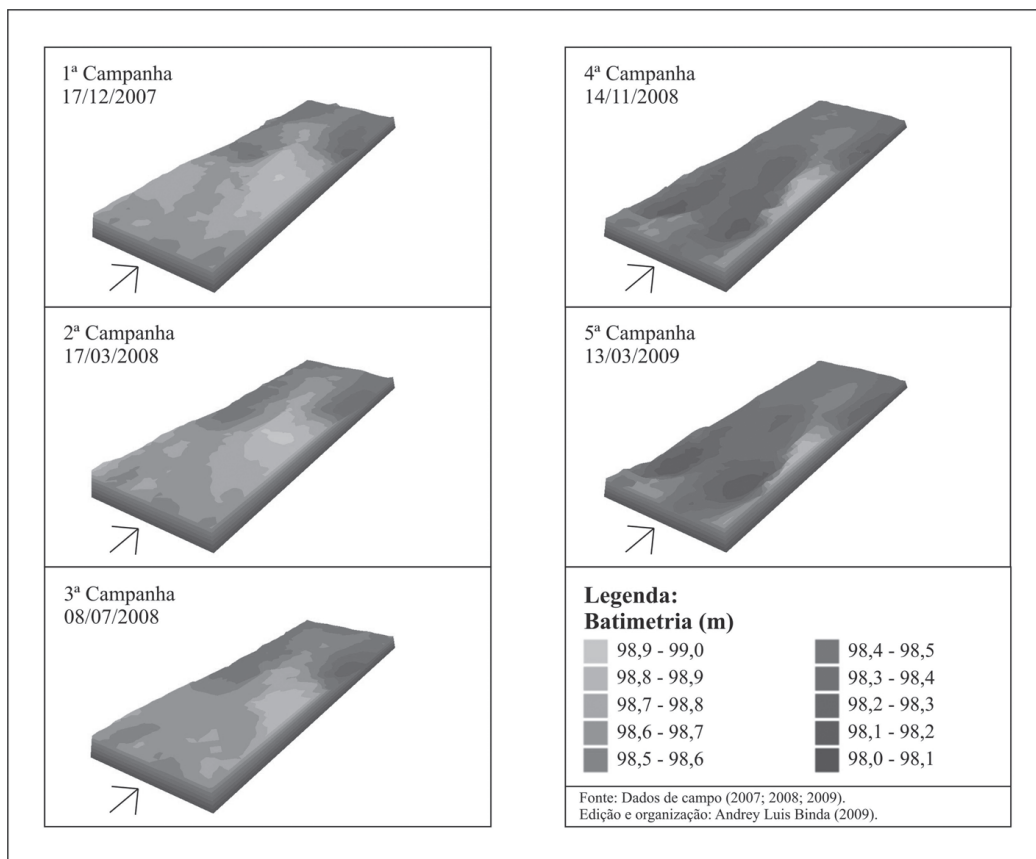 1ª Campanha
17/12/2007
2ª Campanha
17/03/2008
3ª Campanha
08/07/2008
4ª Campanha
14/11/2008
5ª Campanha
13/03/2009
Legenda:
Batimetria (m)
98,9 - 99,0
98,8 - 98,9
98,7 - 98,8
98,6 - 98,7
98,5 - 98,6
98,4 - 98,5
98,3 - 98,4
98,2 - 98,3
98,1 - 98,2
98,0 - 98,1
Fonte: Dados de campo (2007; 2008; 2009).
Edição e organização: Andrey Luis Binda (2009).